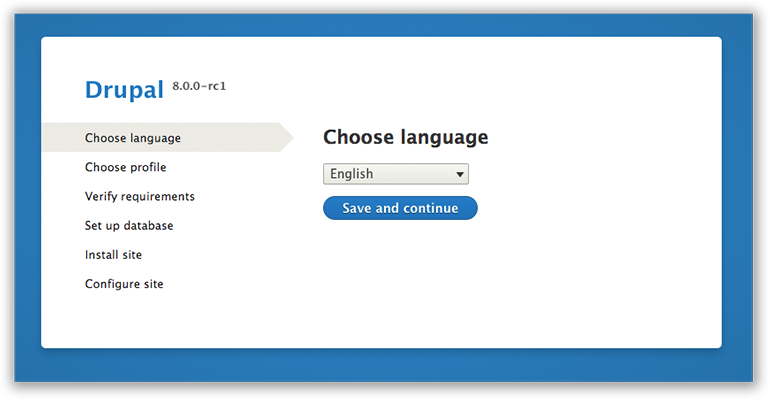 Drupal 8.0.0-rc1
Choose language
Choose profile
Verify requirements
Set up database
Install site
Configure site
Choose language
English
Save and continue